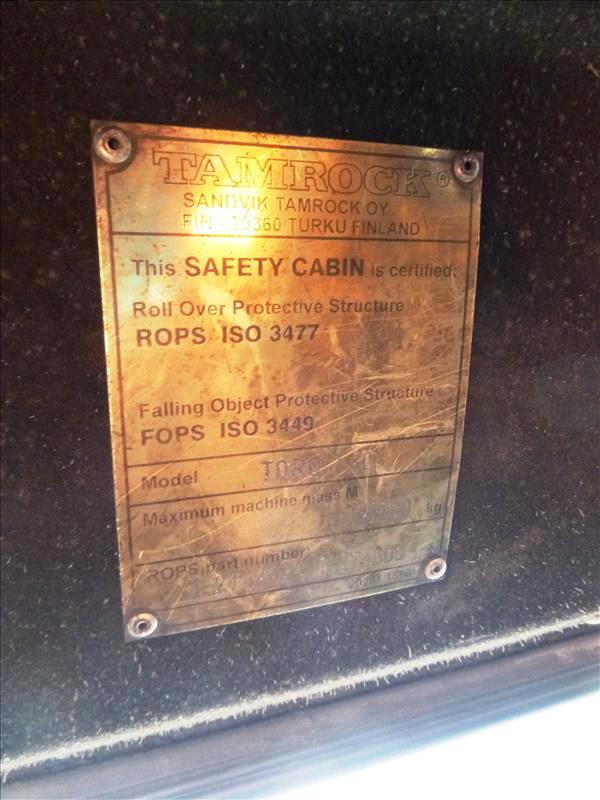 TAMROCK®
SANDVIK TAMROCK OY
TURKU FINLAND
This SAFETY CABIN is certified:
Roll Over Protective Structure
ROPS ISO 3477
Falling Object Protective Structure
FOPS ISO 3449
Model TORO
Maximum machine mass M kg
ROPS part number